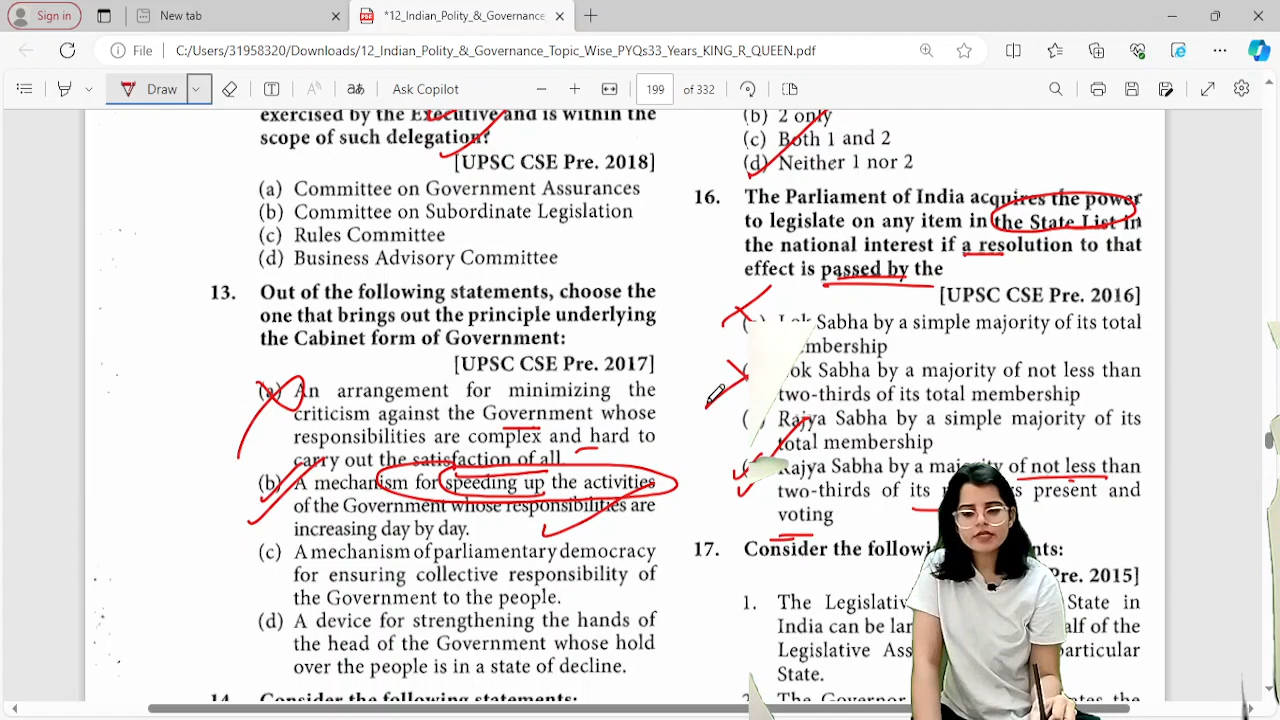 Sign in
New tab
*12_Indian_Polity_&_Governance
File
C:/Users/31958320/Downloads/12_Indian_Polity_&_Governance_Topic_Wise_PYQs33_Years_KING_R_QUEEN.pdf
Draw
Ask Copilot
199 of 332
exercised by the Executive and is within the
scope of such delegation?
[UPSC CSE Pre. 2018]
(a) Committee on Government Assurances
(b) Committee on Subordinate Legislation
(c) Rules Committee
(d) Business Advisory Committee
13. Out of the following statements, choose the
one that brings out the principle underlying
the Cabinet form of Government:
[UPSC CSE Pre. 2017]
(a) An arrangement for minimizing the
criticism against the Government whose
responsibilities are complex and hard to
carry out the satisfaction of all.
(b) A mechanism for speeding up the activities
of the Government whose responsibilities are
increasing day by day.
(c) A mechanism of parliamentary democracy
for ensuring collective responsibility of
the Government to the people.
(d) A device for strengthening the hands of
the head of the Government whose hold
over the people is in a state of decline.
14. Consider the following statements:
(b) 2 only
(c) Both 1 and 2
(d) Neither 1 nor 2
16. The Parliament of India acquires the power
to legislate on any item in the State List in
the national interest if a resolution to that
effect is passed by the
[UPSC CSE Pre. 2016]
Lok Sabha by a simple majority of its total
membership
Lok Sabha by a majority of not less than
two-thirds of its total membership
Rajya Sabha by a simple majority of its
total membership
Rajya Sabha by a majority of not less than
two-thirds of its present and
voting
17. Consider the following
Pre. 2015]
1. The State in
India can be of the
Legislative particular
State.
2. The Governor the